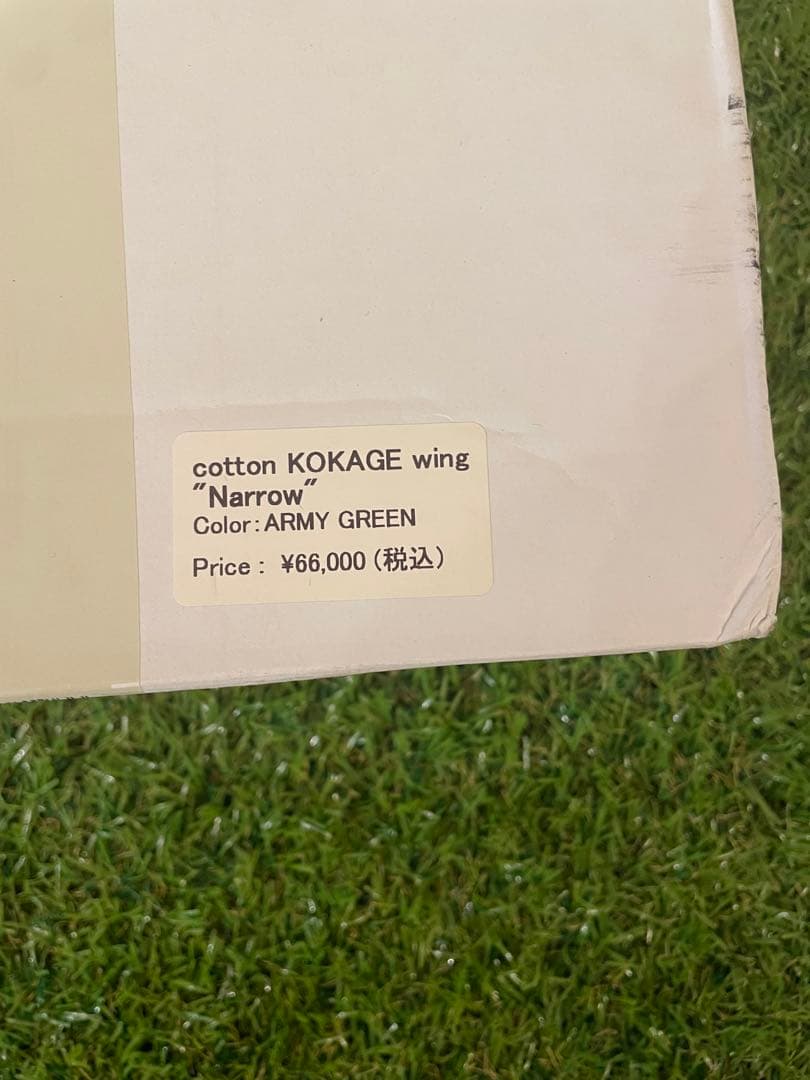 cotton KOKAGE wing
"Narrow"
Color:ARMY GREEN
Price : ¥66,000(税込)